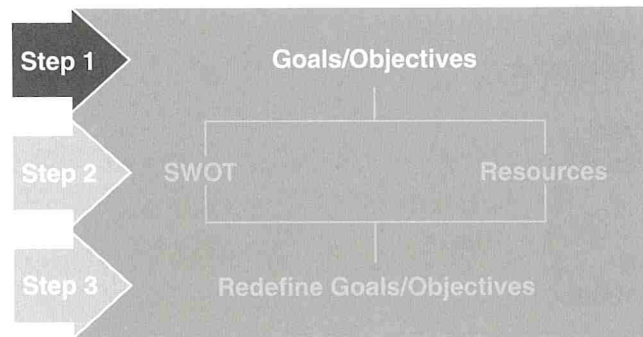 Step 1 Goals/Objectives
Step 2 SWOT Resources
Step 3 Redefine Goals/Objectives